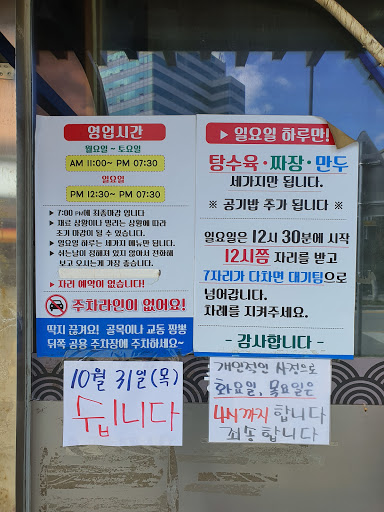 영업시간
월요일 ~ 토요일
AM 11:00~ PM 07:30
일요일
PM 12:30~ PM 07:30
▶ 7:00 PM에 최종마감 입니다
▶ 재료 상황이나 밀리는 상황에 따라
조기 마감이 될 수 있습니다.
▶ 일요일 하루는 세가지 메뉴만 됩니다.
▶ 쉬는날이 정해져 있지 않아서 전화해
보고 오시는게 가장 좋습니다.
▶ 자리 예약이 없습니다!
주차라인이 없어요!
딱지 끊겨요! 골목이나 교동 짬뽕
뒤쪽 공용 주차장에 주차하세요~
▶ 일요일 하루만!
탕수육·짜장·만두
세가지만 됩니다.
※ 공기밥 추가 됩니다 ※
일요일은 12시 30분에 시작
12시쯤 자리를 받고
7자리가 다차면 대기팀으로
넘어갑니다.
차례를 지켜주세요.
- 감사합니다 -
10월 31일(목)
쉽니다
개인적인 사정으로
화요일, 목요일은
4시까지 합니다
죄송합니다